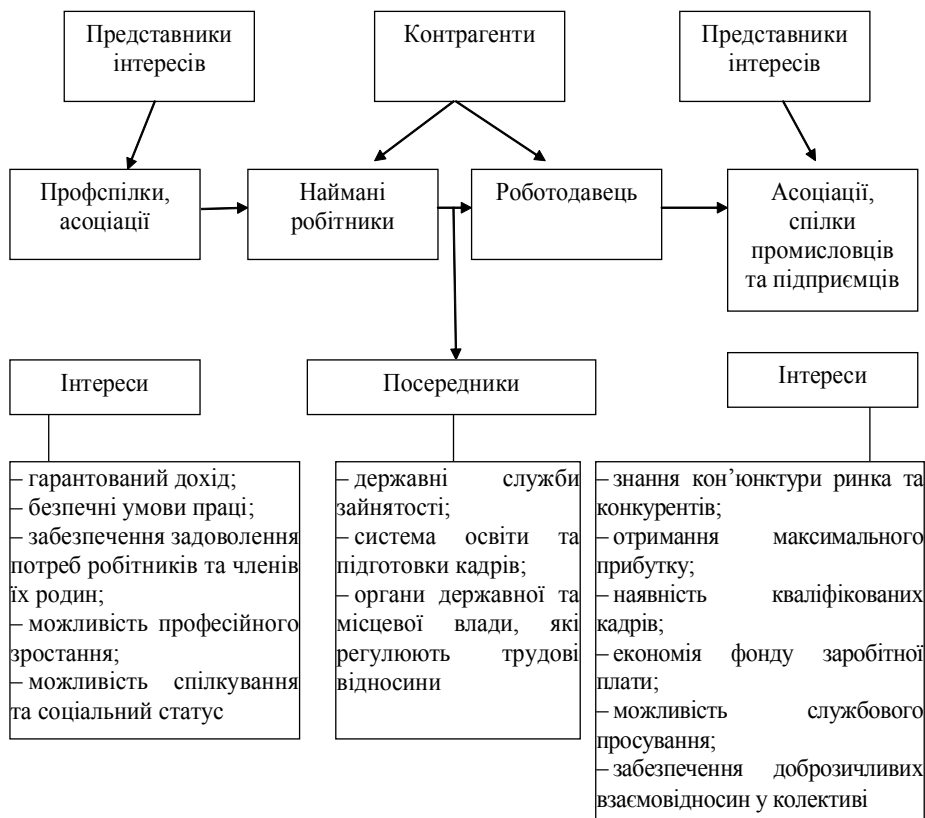 Представники
інтересів
Контрагенти
Представники
інтересів
Профспілки,
асоціації
Наймані
робітники
Роботодавець
Асоціації,
спілки
промисловців
та підприємців
Інтереси
Посередники
Інтереси
– гарантований дохід;
– безпечні умови праці;
– забезпечення задоволення
потреб робітників та членів
їх родин;
– можливість професійного
зростання;
– можливість спілкування
та соціальний статус
– державні служби
зайнятості;
– система освіти та
підготовки кадрів;
– органи державної та
місцевої влади, які
регулюють трудові
відносини
– знання кон’юнктури ринка та
конкурентів;
– отримання максимального
прибутку;
– наявність кваліфікованих
кадрів;
– економія фонду заробітної
плати;
– можливість службового
просування;
– забезпечення доброзичливих
взаємовідносин у колективі